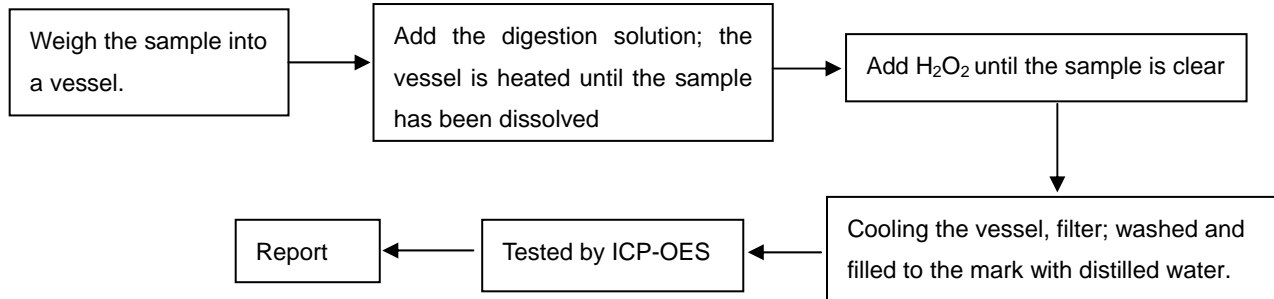 Weigh the sample into
a vessel.
Add the digestion solution; the
vessel is heated until the sample
has been dissolved
Add H₂O₂ until the sample is clear
Cooling the vessel, filter; washed and
filled to the mark with distilled water.
Tested by ICP-OES
Report